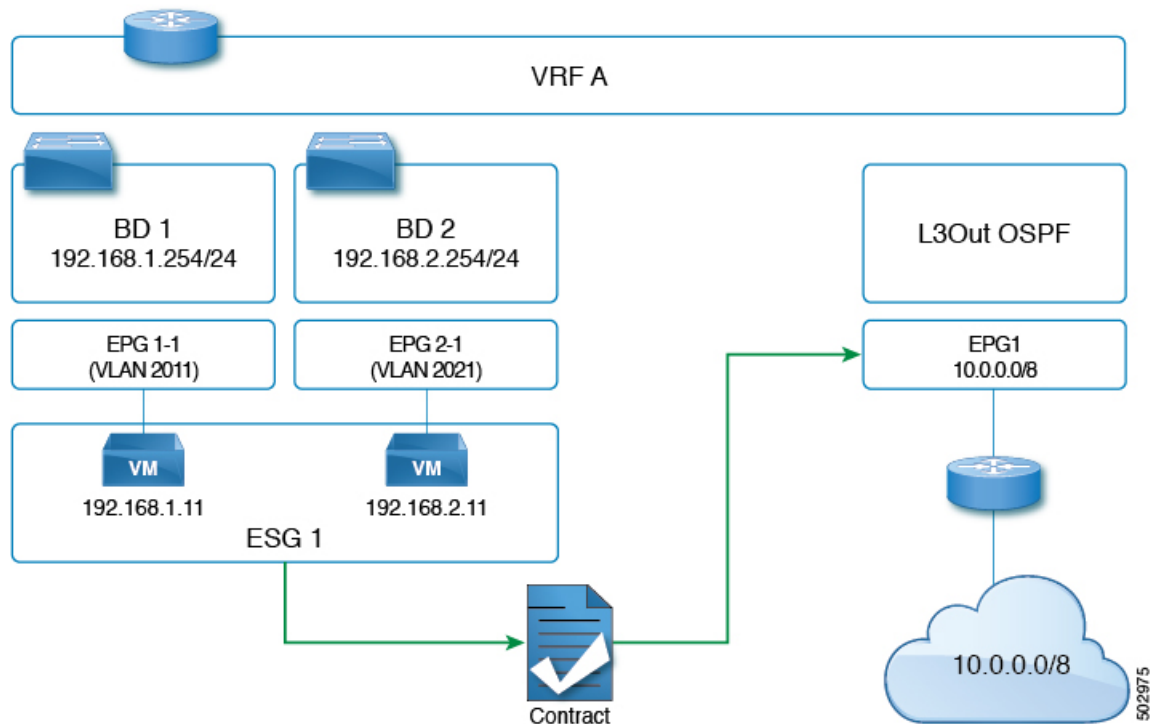 VRF A
BD 1
192.168.1.254/24
BD 2
192.168.2.254/24
L3Out OSPF
EPG 1-1
(VLAN 2011)
EPG 2-1
(VLAN 2021)
EPG1
10.0.0.0/8
VM
192.168.1.11
VM
192.168.2.11
ESG 1
Contract
10.0.0.0/8
502975